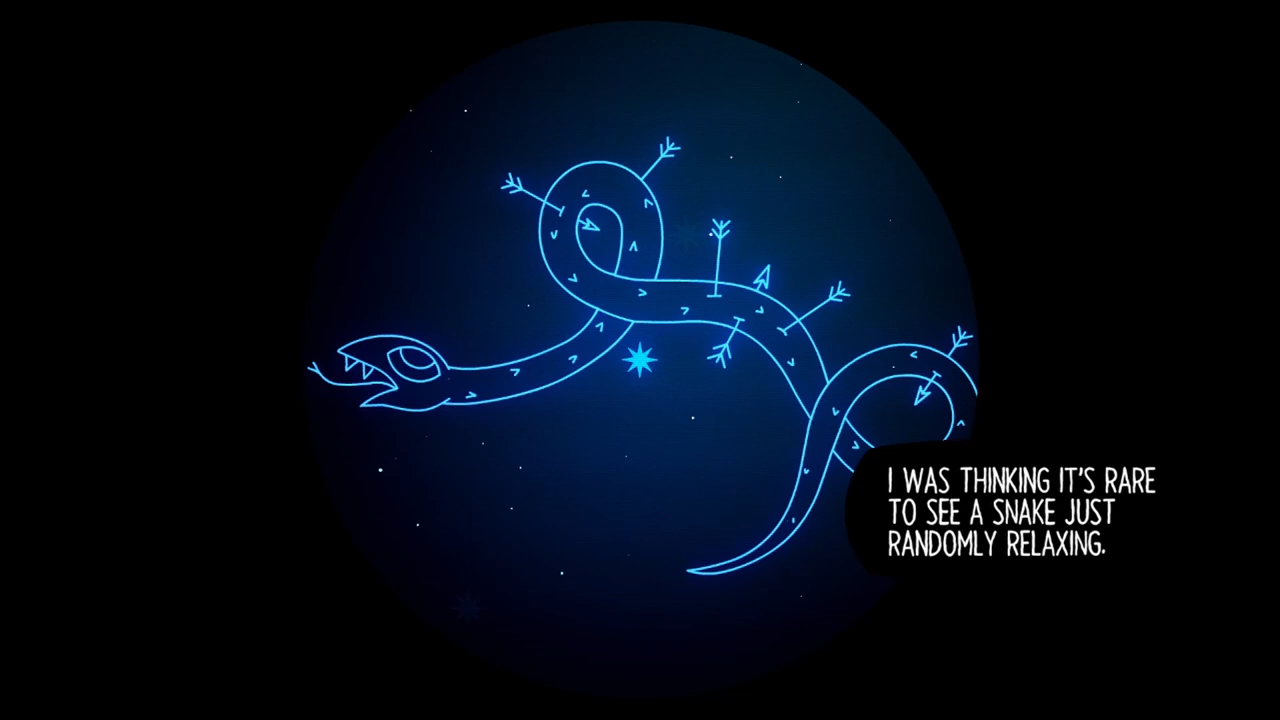 I WAS THINKING IT'S RARE
TO SEE A SNAKE JUST
RANDOMLY RELAXING.